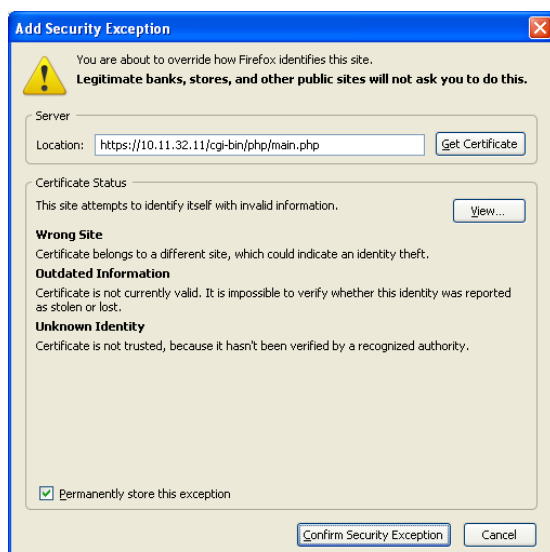 Add Security Exception
You are about to override how Firefox identifies this site.
Legitimate banks, stores, and other public sites will not ask you to do this.
Server
Location: https://10.11.32.11/cgi-bin/php/main.php Get Certificate
Certificate Status
This site attempts to identify itself with invalid information. View...
Wrong Site
Certificate belongs to a different site, which could indicate an identity theft.
Outdated Information
Certificate is not currently valid. It is impossible to verify whether this identity was reported
as stolen or lost.
Unknown Identity
Certificate is not trusted, because it hasn't been verified by a recognized authority.
Permanently store this exception
Confirm Security Exception Cancel